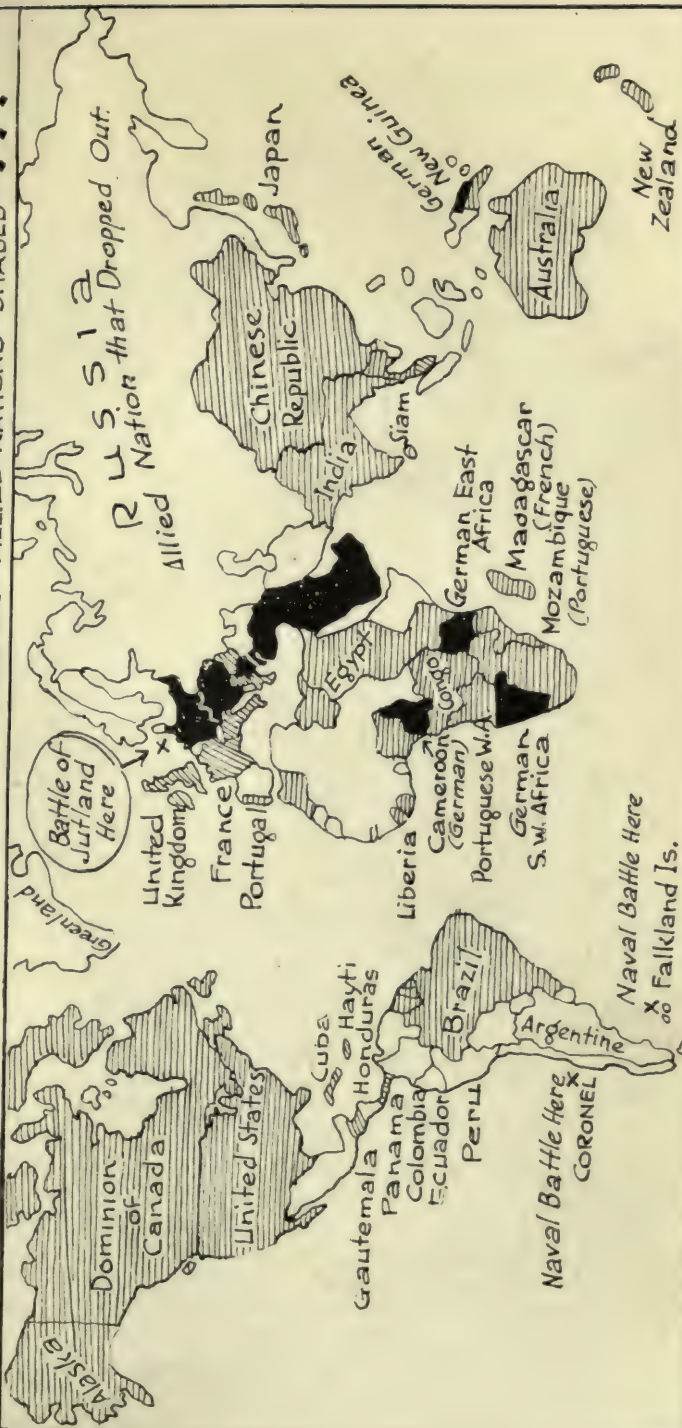 ALLIED NATIONS SHADED
Alaska
Dominion
of
Canada
United States
Greenland
Battle of
Jutland
Here
x
United
Kingdom
France
Portugal
R u s s i a
Allied Nation that Dropped Out.
Chinese
Republic
Japan
India
Siam
German
New Guinea
Australia
New
Zealand
Cuba
Hayti
Gautemala
Honduras
Panama
Colombia
Ecuador
Peru
Brazil
Argentine
Naval Battle Here
x
CORONEL
Naval Battle Here
x
Falkland Is.
Egypt
Liberia
Cameroon
(German)
Congo
Portuguese W.A
German
S.W. Africa
German East
Africa
Madagascar
(French)
Mozambique
(Portuguese)